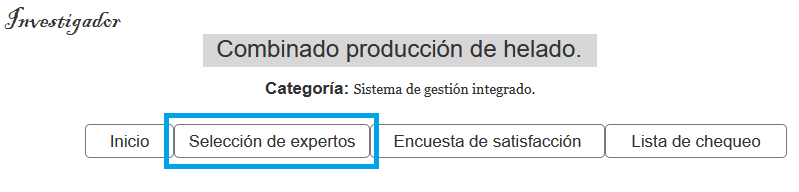 Investigador
Combinado producción de helado.
Categoría: Sistema de gestión integrado.
Inicio Selección de expertos Encuesta de satisfacción Lista de chequeo